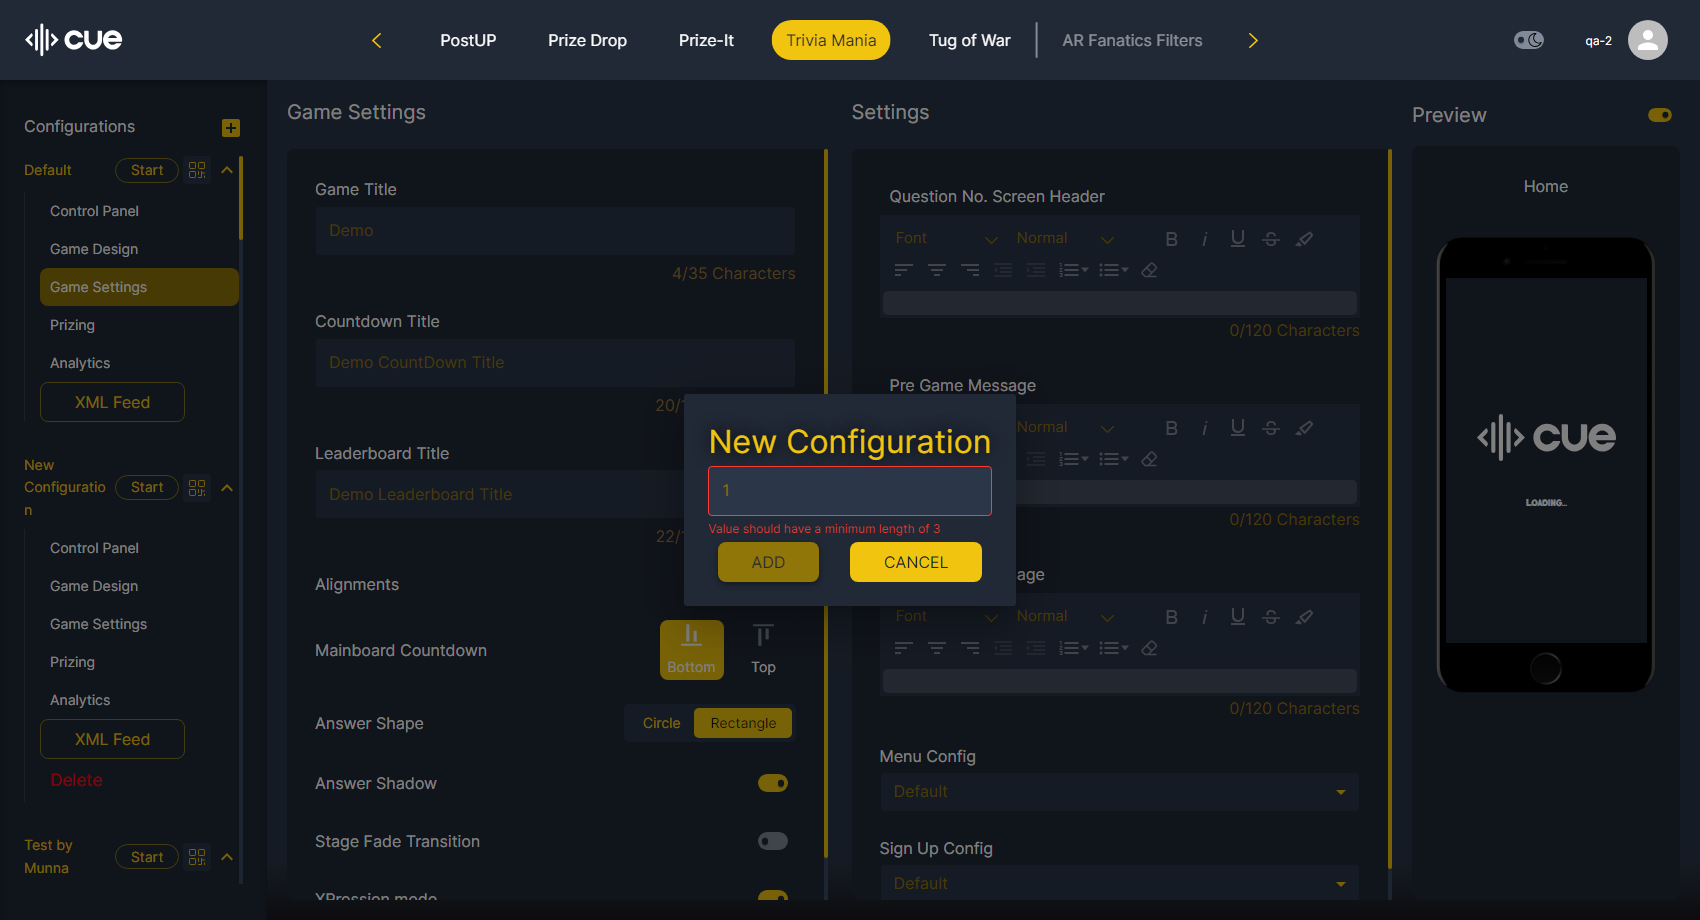 cue
PostUP
Prize Drop
Prize-It
Trivia Mania
Tug of War
AR Fanatics Filters
qa-2
Configurations
Default
Start
Control Panel
Game Design
Game Settings
Prizing
Analytics
XML Feed
New
Configuratio
n
Start
Control Panel
Game Design
Game Settings
Prizing
Analytics
XML Feed
Delete
Test by
Munna
Start
Game Settings
Game Title
Demo
4/35 Characters
Countdown Title
Demo CountDown Title
20/
Leaderboard Title
Demo Leaderboard Title
22/
Alignments
Mainboard Countdown
Bottom
Top
Answer Shape
Circle
Rectangle
Answer Shadow
Stage Fade Transition
XPression mode
New Configuration
1
Value should have a minimum length of 3
ADD
CANCEL
Settings
Question No. Screen Header
Font
Normal
B i U S
0/120 Characters
Pre Game Message
Normal
B i U S
0/120 Characters
age
Font
Normal
B i U S
0/120 Characters
Menu Config
Default
Sign Up Config
Default
Preview
Home
cue
LOADING...